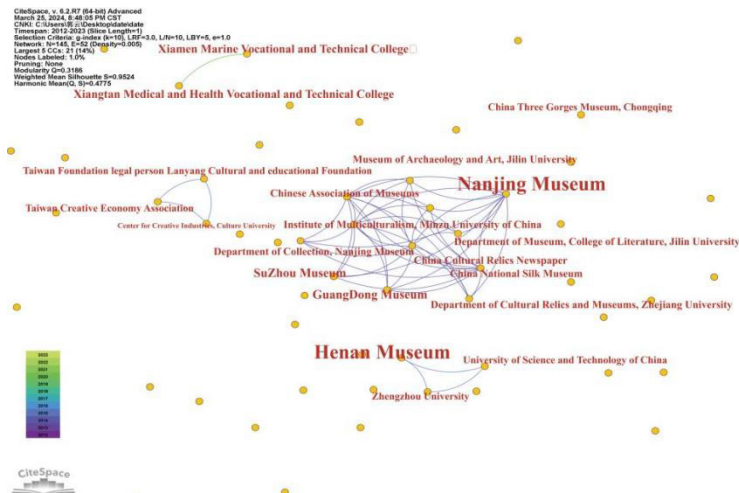 CiteSpace, v. 6.2.R7 (64-bit) Advanced
March 25, 2024, 8:48:05 PM CST
CNKI: C:\Users\郭云\Desktop\date\date
Timespan: 2012-2023 (Slice Length=1)
Selection Criteria: g-index (k=10), LRF=3.0, L/N=10, LBY=5, e=1.0
Network: N=145, E=52 (Density=0.005)
Largest 5 CCs: 21 (14%)
Nodes Labeled: 1.0%
Pruning: None
Modularity Q=0.3186
Weighted Mean Silhouette S=0.9524
Harmonic Mean(Q, S)=0.4775
Xiamen Marine Vocational and Technical College
Xiangtan Medical and Health Vocational and Technical College
China Three Gorges Museum, Chongqing
Museum of Archaeology and Art, Jilin University
Taiwan Foundation legal person Lanyang Cultural and educational Foundation
Nanjing Museum
Chinese Association of Museums
Taiwan Creative Economy Association
Center for Creative Industries, Culture University
Institute of Multiculturalism, Minzu University of China
Department of Museum, College of Literature, Jilin University
Department of Collection, Nanjing Museum
China Cultural Relics Newspaper
SuZhou Museum
China National Silk Museum
GuangDong Museum
Department of Cultural Relics and Museums, Zhejiang University
Henan Museum
University of Science and Technology of China
Zhengzhou University
CiteSpace